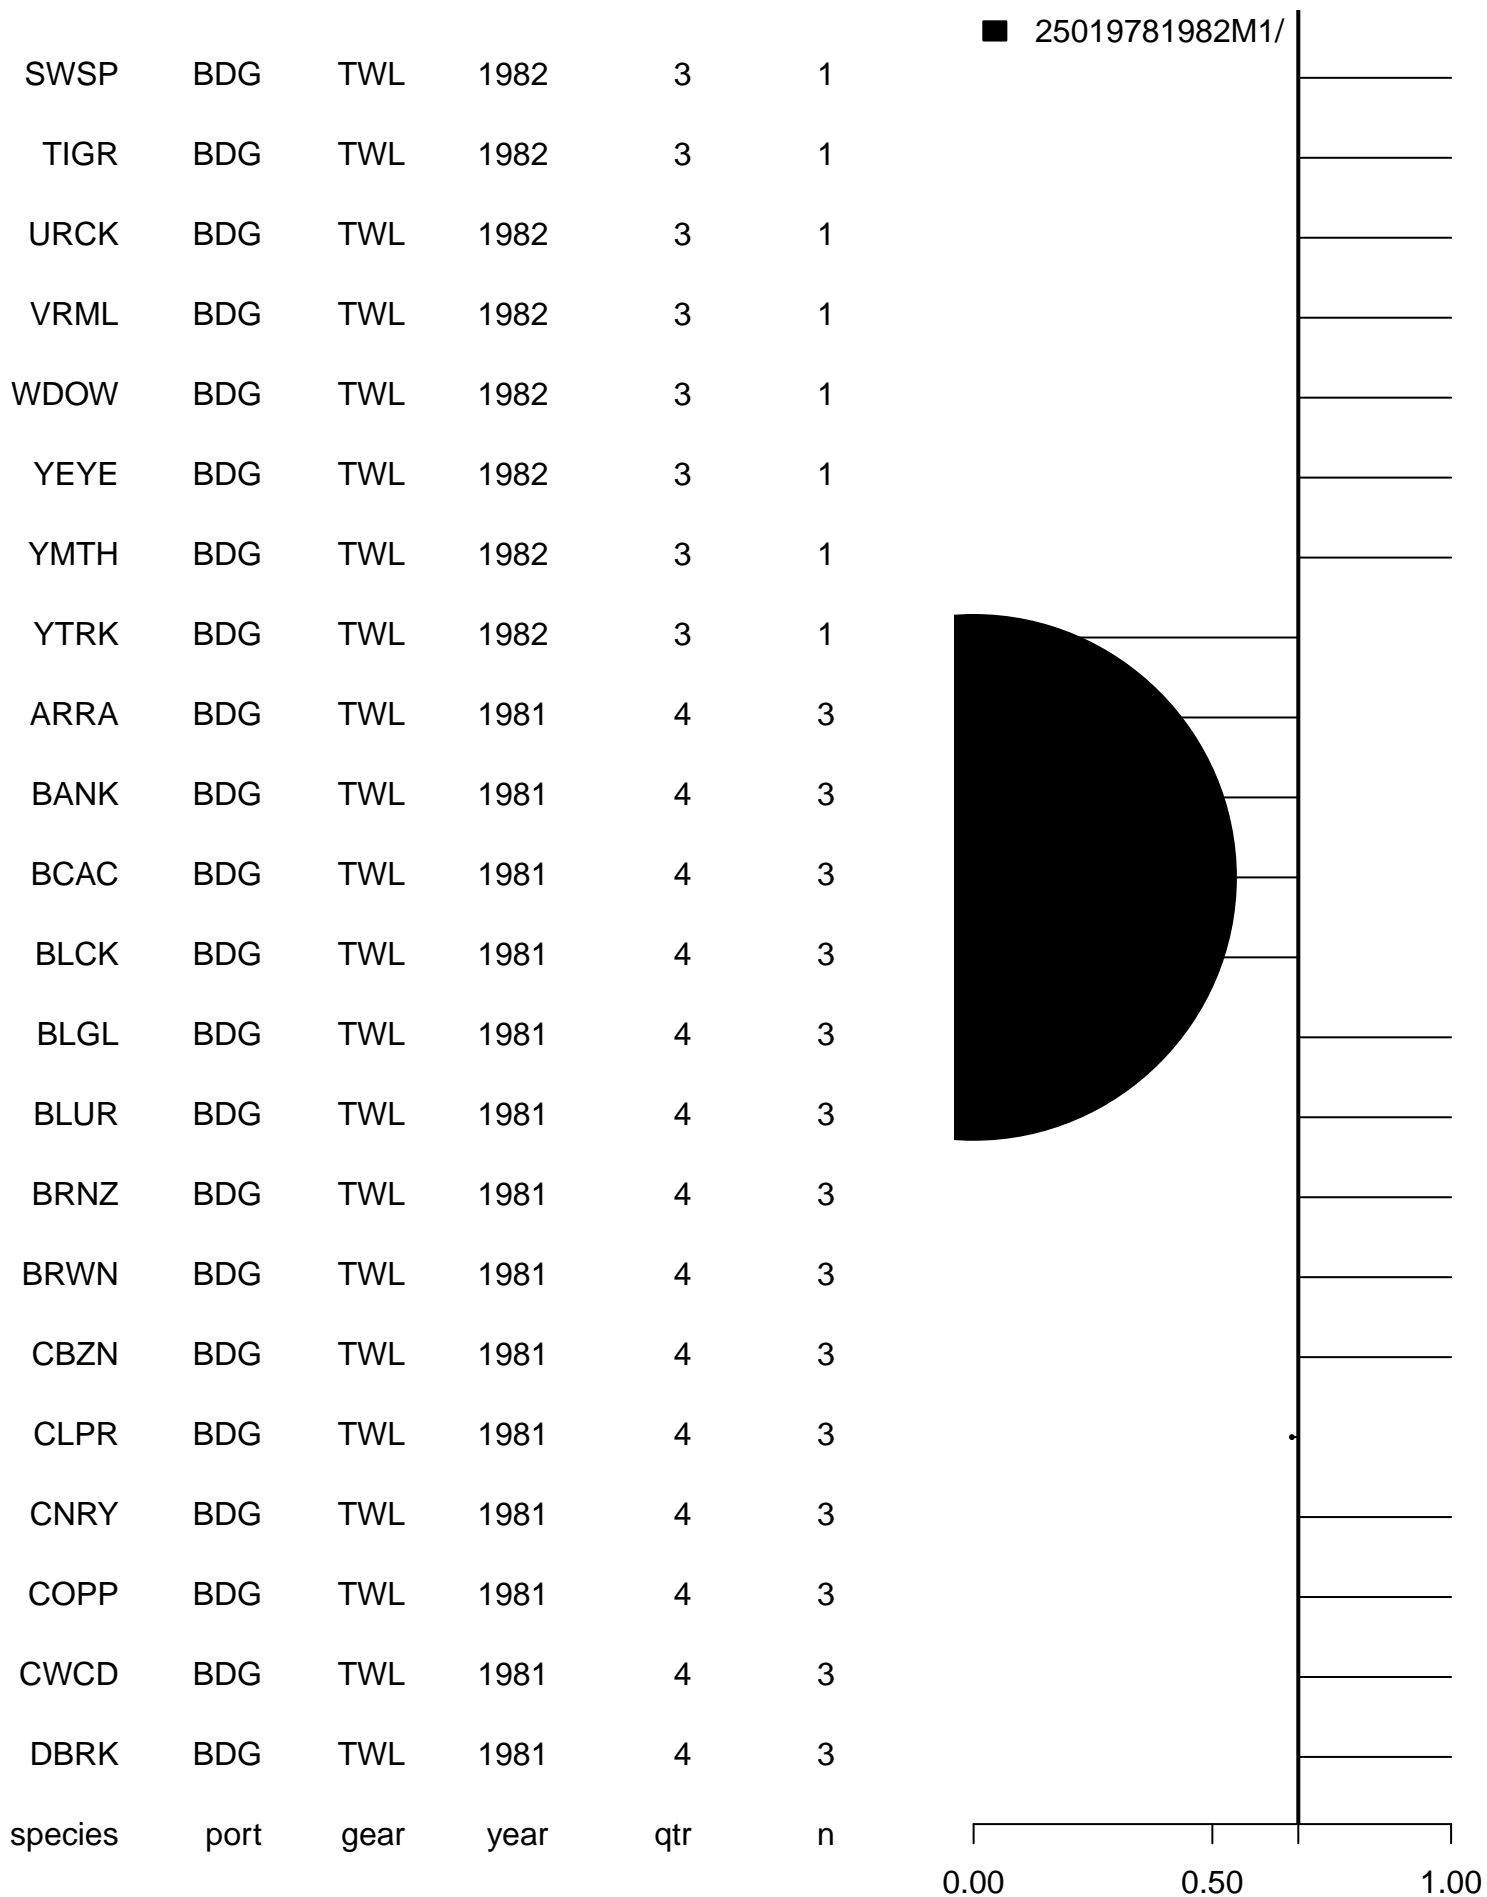 25019781982M1/
SWSP BDG TWL 1982 3 1
TIGR BDG TWL 1982 3 1
URCK BDG TWL 1982 3 1
VRML BDG TWL 1982 3 1
WDOW BDG TWL 1982 3 1
YEYE BDG TWL 1982 3 1
YMTH BDG TWL 1982 3 1
YTRK BDG TWL 1982 3 1
ARRA BDG TWL 1981 4 3
BANK BDG TWL 1981 4 3
BCAC BDG TWL 1981 4 3
BLCK BDG TWL 1981 4 3
BLGL BDG TWL 1981 4 3
BLUR BDG TWL 1981 4 3
BRNZ BDG TWL 1981 4 3
BRWN BDG TWL 1981 4 3
CBZN BDG TWL 1981 4 3
CLPR BDG TWL 1981 4 3
CNRY BDG TWL 1981 4 3
COPP BDG TWL 1981 4 3
CWCD BDG TWL 1981 4 3
DBRK BDG TWL 1981 4 3
species port gear year qtr n
0.00 0.50 1.00